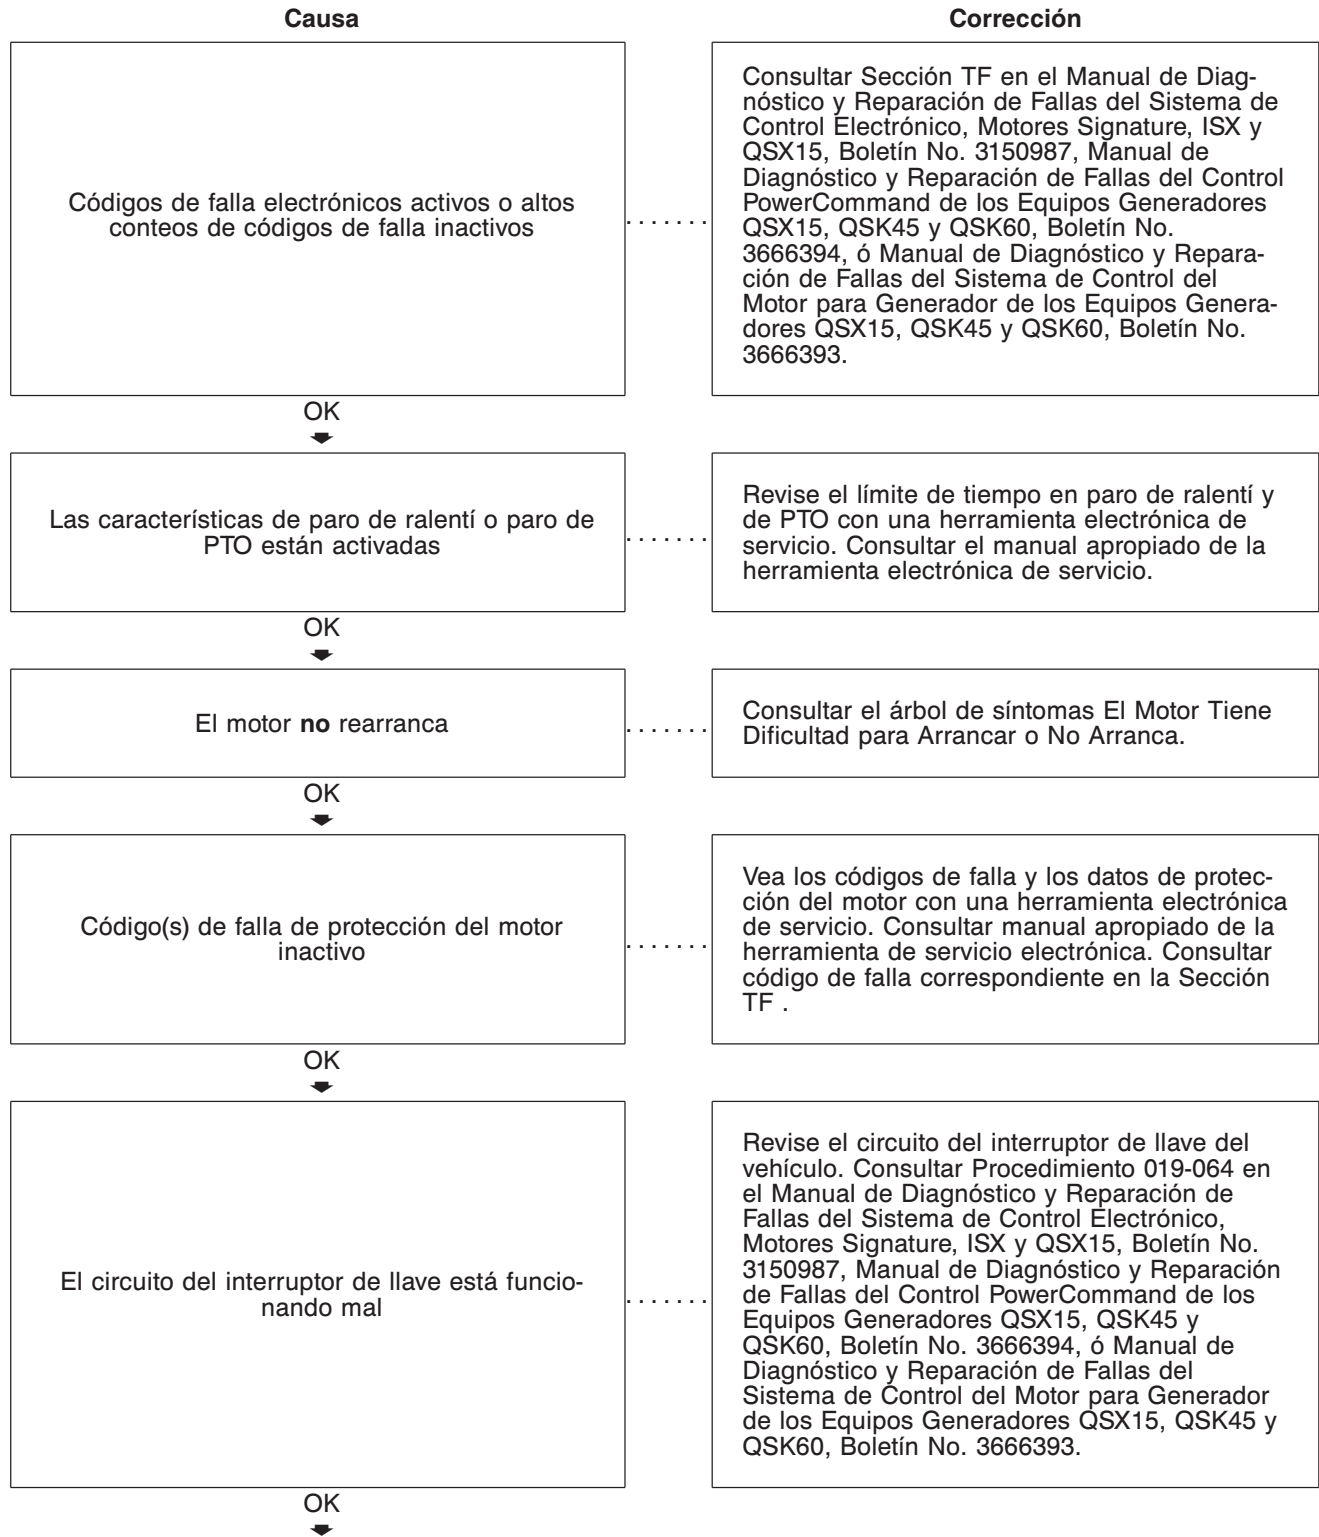 Causa
Corrección
Códigos de falla electrónicos activos o altos
conteos de códigos de falla inactivos
.......
Consultar Sección TF en el Manual de Diag-
nóstico y Reparación de Fallas del Sistema de
Control Electrónico, Motores Signature, ISX y
QSX15, Boletín No. 3150987, Manual de
Diagnóstico y Reparación de Fallas del Control
PowerCommand de los Equipos Generadores
QSX15, QSK45 y QSK60, Boletín No.
3666394, ó Manual de Diagnóstico y Repara-
ción de Fallas del Sistema de Control del
Motor para Generador de los Equipos Genera-
dores QSX15, QSK45 y QSK60, Boletín No.
3666393.
OK
Las características de paro de ralentí o paro de
PTO están activadas
.......
Revise el límite de tiempo en paro de ralentí y
de PTO con una herramienta electrónica de
servicio. Consultar el manual apropiado de la
herramienta electrónica de servicio.
OK
El motor no rearranca
.......
Consultar el árbol de síntomas El Motor Tiene
Dificultad para Arrancar o No Arranca.
OK
Código(s) de falla de protección del motor
inactivo
.......
Vea los códigos de falla y los datos de protec-
ción del motor con una herramienta electrónica
de servicio. Consultar manual apropiado de la
herramienta de servicio electrónica. Consultar
código de falla correspondiente en la Sección
TF .
OK
El circuito del interruptor de llave está funcio-
nando mal
.......
Revise el circuito del interruptor de llave del
vehículo. Consultar Procedimiento 019-064 en
el Manual de Diagnóstico y Reparación de
Fallas del Sistema de Control Electrónico,
Motores Signature, ISX y QSX15, Boletín No.
3150987, Manual de Diagnóstico y Reparación
de Fallas del Control PowerCommand de los
Equipos Generadores QSX15, QSK45 y
QSK60, Boletín No. 3666394, ó Manual de
Diagnóstico y Reparación de Fallas del
Sistema de Control del Motor para Generador
de los Equipos Generadores QSX15, QSK45 y
QSK60, Boletín No. 3666393.
OK